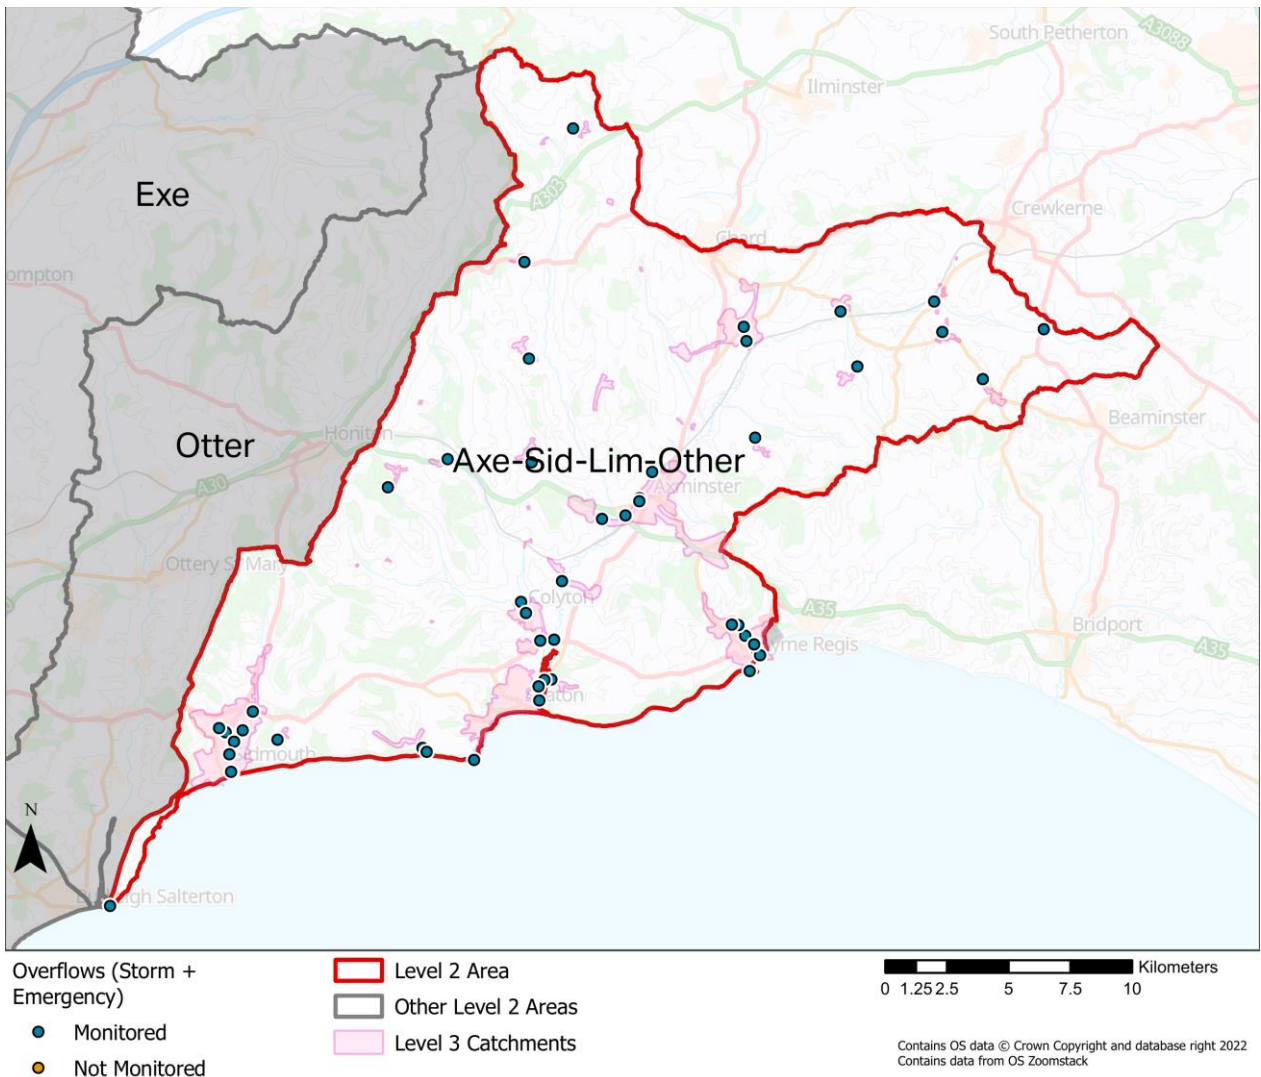 South Petherton
A3088
Ilminster
A303
Exe
Crewkerne
Chard
ompton
Beaminster
Honiton
Otter
Axe-Sid-Lim-Other
A30
Axminster
Ottery St Mary
Colyton
A35
Bridport
yme Regis
A35
aton
idmouth
N
gh Salterton
Overflows (Storm +
Emergency)
Monitored
Not Monitored
Level 2 Area
Other Level 2 Areas
Level 3 Catchments
Kilometers
0 1.25 2.5 5 7.5 10
Contains OS data © Crown Copyright and database right 2022
Contains data from OS Zoomstack